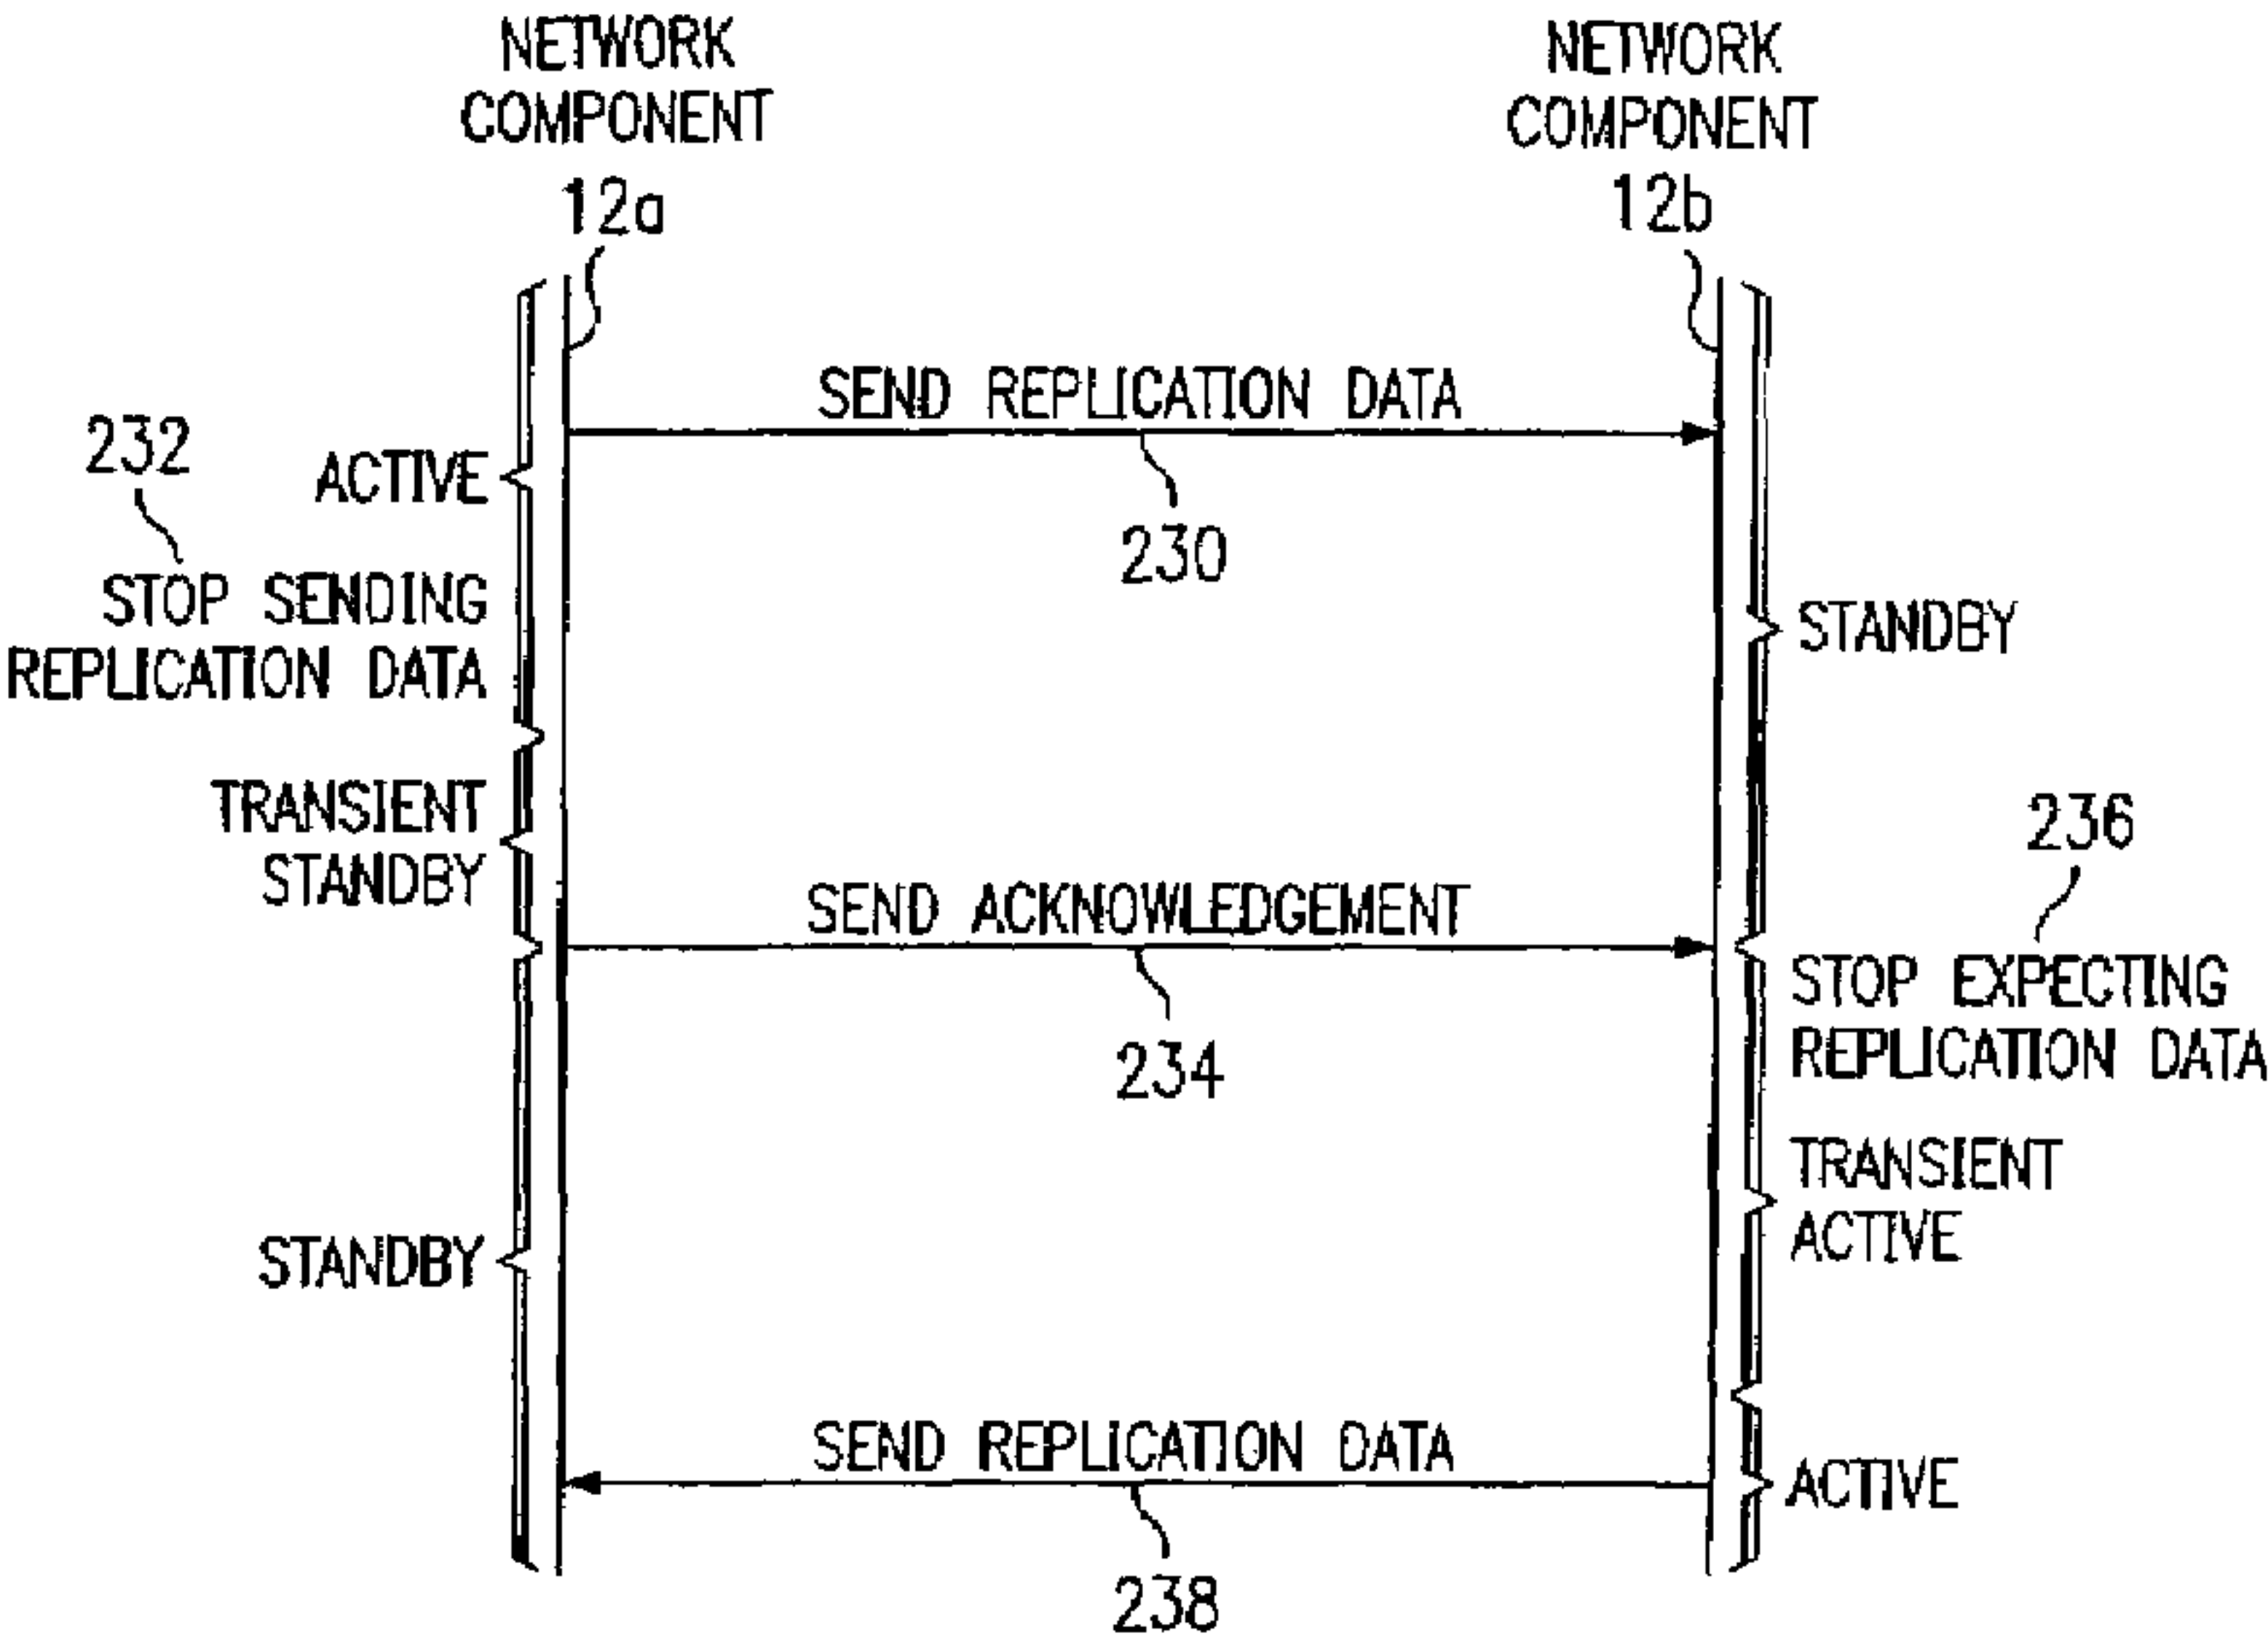 NETWORK
COMPONENT
12a
NETWORK
COMPONENT
12b
SEND REPLICATION DATA
230
232
ACTIVE
STOP SENDING
REPLICATION DATA
STANDBY
TRANSIENT
STANDBY
SEND ACKNOWLEDGEMENT
234
236
STOP EXPECTING
REPLICATION DATA
TRANSIENT
ACTIVE
STANDBY
SEND REPLICATION DATA
238
ACTIVE